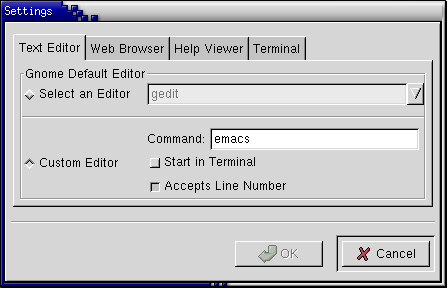 Settings
Text Editor Web Browser Help Viewer Terminal
Gnome Default Editor
Select an Editor gedit
Command: emacs
Custom Editor Start in Terminal
Accepts Line Number
OK Cancel